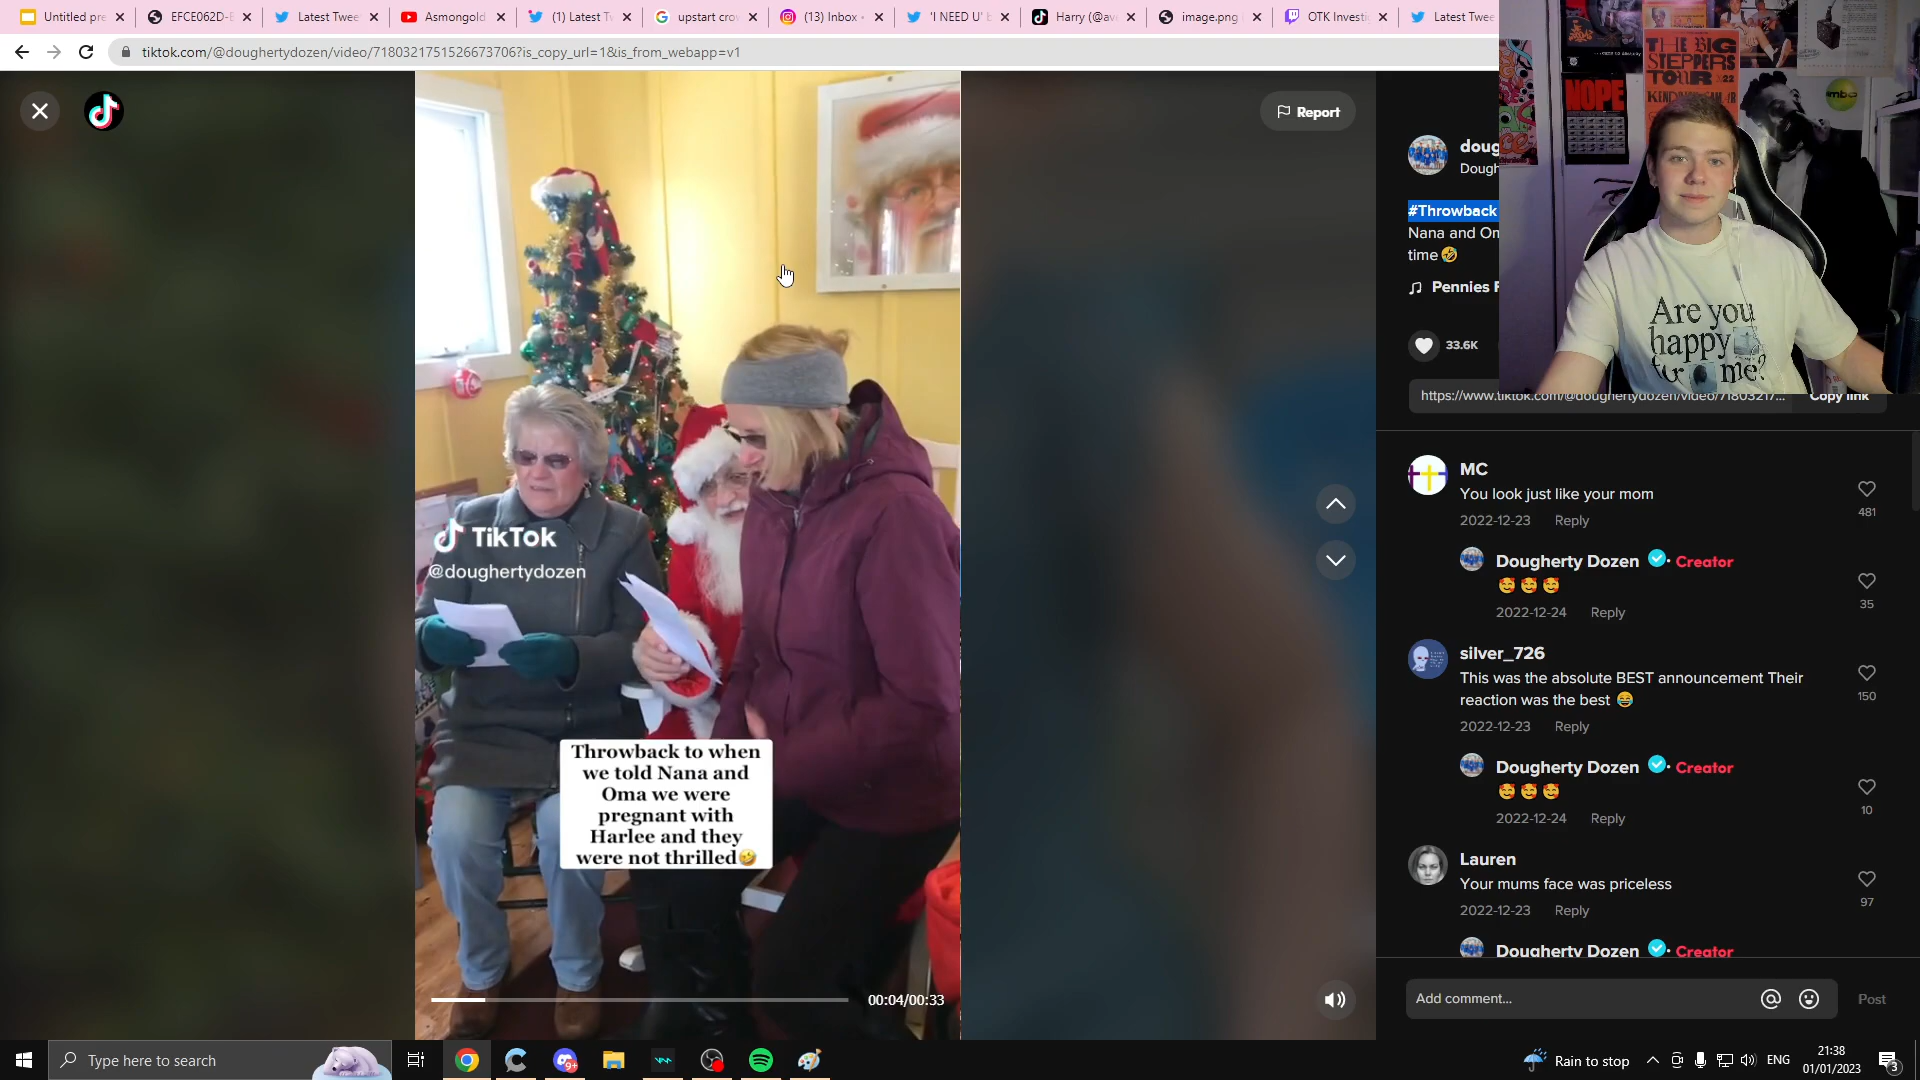 Untitled pre
EFCE062D-E
Latest Twee
Asmongold
(1) Latest T
upstart cro
(13) Inbox
'I NEED U'
Harry (@av
image.png
OTK Investi
Latest Twee
tiktok.com/@doughertydozen/video/7180321751526673706?is_copy_url=1&is_from_webapp=v1
Report
TikTok
@doughertydozen
Throwback to when
we told Nana and
Oma we were
pregnant with
Harlee and they
were not thrilled🤣
00:04/00:33
THE BIG
STEPPERS
TOUR
NOPE
Are you
happy
for me?
doug
Dough
#Throwback
Nana and Om
time🤣
Pennies F
33.6K
https://www.tiktok.com/@doughertydozen/video/71803217...
Copy link
MC
You look just like your mom
2022-12-23 Reply
481
Dougherty Dozen · Creator
🥰🥰🥰
2022-12-24 Reply
35
silver_726
This was the absolute BEST announcement Their
reaction was the best 😂
2022-12-23 Reply
150
Dougherty Dozen · Creator
🥰🥰🥰
2022-12-24 Reply
10
Lauren
Your mums face was priceless
2022-12-23 Reply
97
Dougherty Dozen · Creator
Add comment...
Post
Type here to search
9+
Rain to stop
ENG
21:38
01/01/2023
3